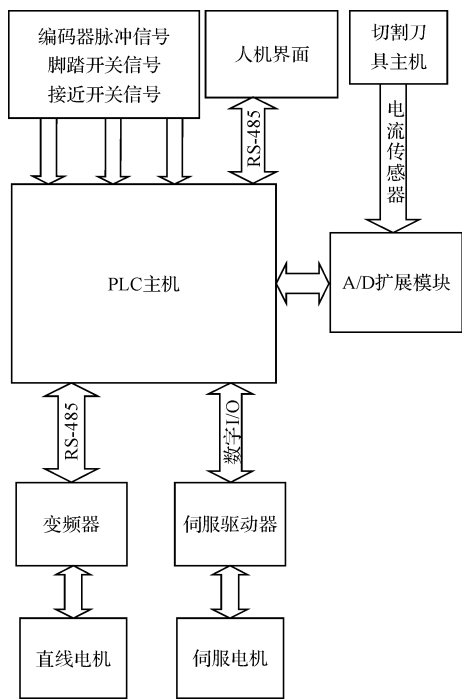 编码器脉冲信号
脚踏开关信号
接近开关信号
人机界面
切割刀
具主机
RS-485
电流传感器
PLC主机
A/D扩展模块
RS-485
数字I/O
变频器
伺服驱动器
直线电机
伺服电机